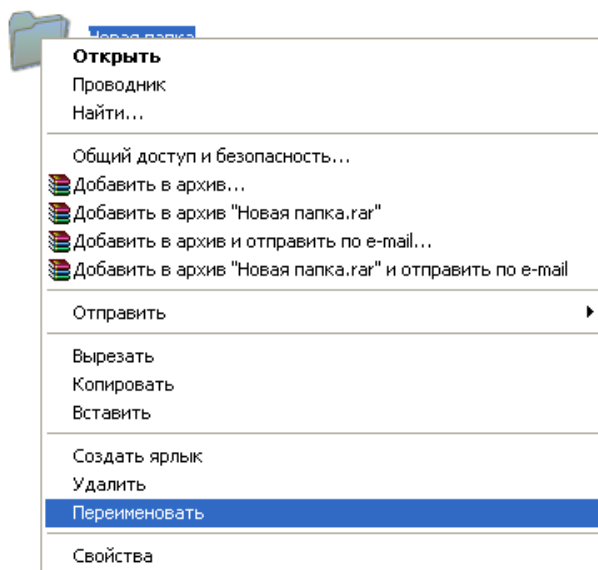 Новая папка
Открыть
Проводник
Найти...
Общий доступ и безопасность...
Добавить в архив...
Добавить в архив "Новая папка.rar"
Добавить в архив и отправить по e-mail...
Добавить в архив "Новая папка.rar" и отправить по e-mail
Отправить
Вырезать
Копировать
Вставить
Создать ярлык
Удалить
Переименовать
Свойства